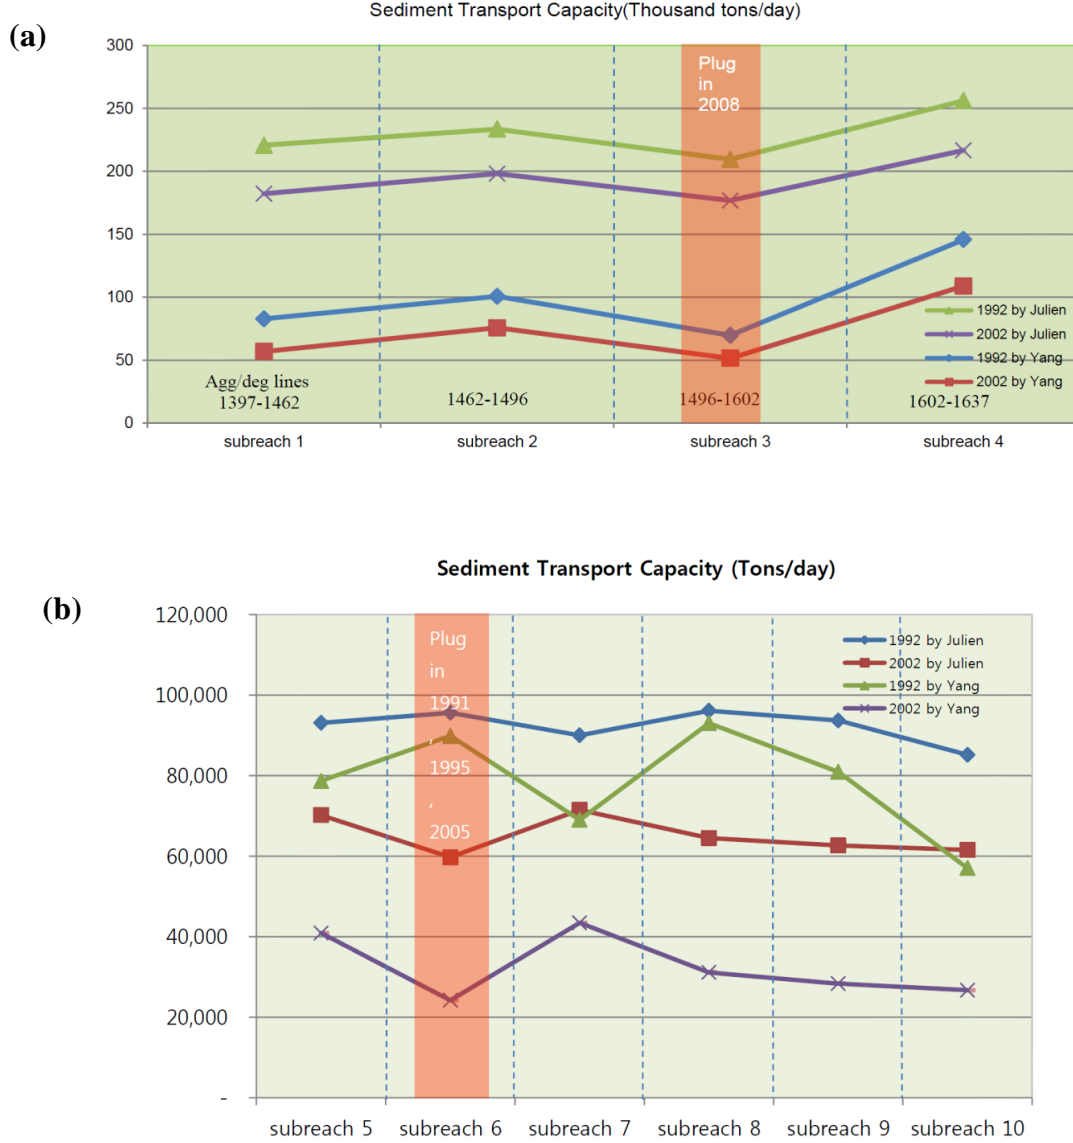 Sediment Transport Capacity(Thousand tons/day)
(a)
300
250
200
150
100
50
0
Plug
in
2008
1992 by Julien
2002 by Julien
1992 by Yang
2002 by Yang
Agg/deg lines
1397-1462
1462-1496
1496-1602
1602-1637
subreach 1
subreach 2
subreach 3
subreach 4
Sediment Transport Capacity (Tons/day)
(b)
120,000
100,000
80,000
60,000
40,000
20,000
-
Plug
in
1991
,
1995
,
2005
1992 by Julien
2002 by Julien
1992 by Yang
2002 by Yang
subreach 5
subreach 6
subreach 7
subreach 8
subreach 9
subreach 10